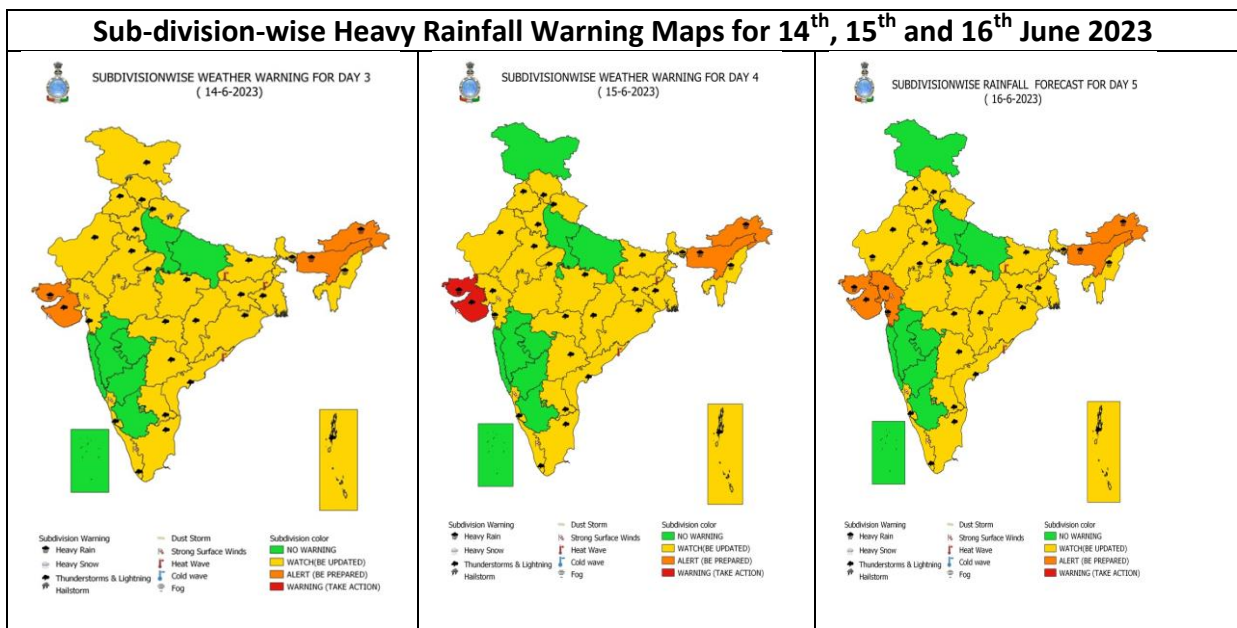 Sub-division-wise Heavy Rainfall Warning Maps for 14th, 15th and 16th June 2023
SUBDIVISIONWISE WEATHER WARNING FOR DAY 3
( 14-6-2023)
Subdivision Warning
Heavy Rain
Heavy Snow
Thunderstorms & Lightning
Hailstorm
Dust Storm
Strong Surface Winds
Heat Wave
Cold wave
Fog
Subdivision color
NO WARNING
WATCH(BE UPDATED)
ALERT (BE PREPARED)
WARNING (TAKE ACTION)
SUBDIVISIONWISE WEATHER WARNING FOR DAY 4
( 15-6-2023)
Subdivision Warning
Heavy Rain
Heavy Snow
Thunderstorms & Lightning
Hailstorm
Dust Storm
Strong Surface Winds
Heat Wave
Cold wave
Fog
Subdivision color
NO WARNING
WATCH(BE UPDATED)
ALERT (BE PREPARED)
WARNING (TAKE ACTION)
SUBDIVISIONWISE RAINFALL FORECAST FOR DAY 5
(16-6-2023)
Subdivision Warning
Heavy Rain
Heavy Snow
Thunderstorms & Lightning
Hailstorm
Dust Storm
Strong Surface Winds
Heat Wave
Cold wave
Fog
Subdivision color
NO WARNING
WATCH(BE UPDATED)
ALERT (BE PREPARED)
WARNING (TAKE ACTION)